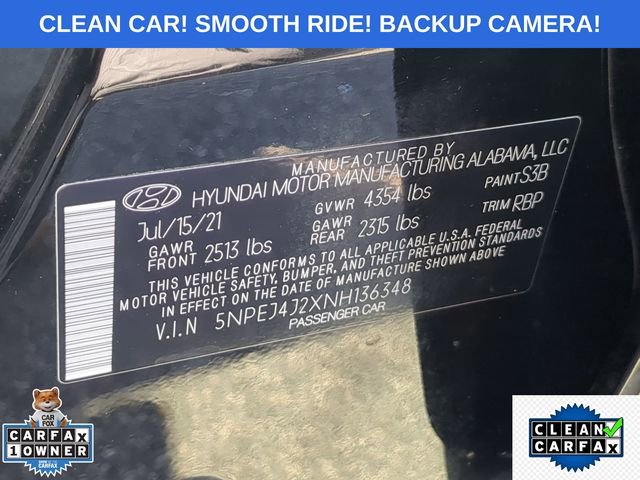 CLEAN CAR! SMOOTH RIDE! BACKUP CAMERA!
MANUFACTURED BY
HYUNDAI MOTOR MANUFACTURING ALABAMA, LLC
Jul/15/21 GVWR 4354 lbs PAINT S3B
GAWR FRONT 2513 lbs GAWR REAR 2315 lbs TRIM RBP
THIS VEHICLE CONFORMS TO ALL APPLICABLE U.S.A. FEDERAL
MOTOR VEHICLE SAFETY, BUMPER, AND THEFT PREVENTION STANDARDS
IN EFFECT ON THE DATE OF MANUFACTURE SHOWN ABOVE
V.I.N 5NPEJ4J2XNH136348
PASSENGER CAR
CAR FOX
CARFAX
1 OWNER
CARFAX
CLEAN
CARFAX